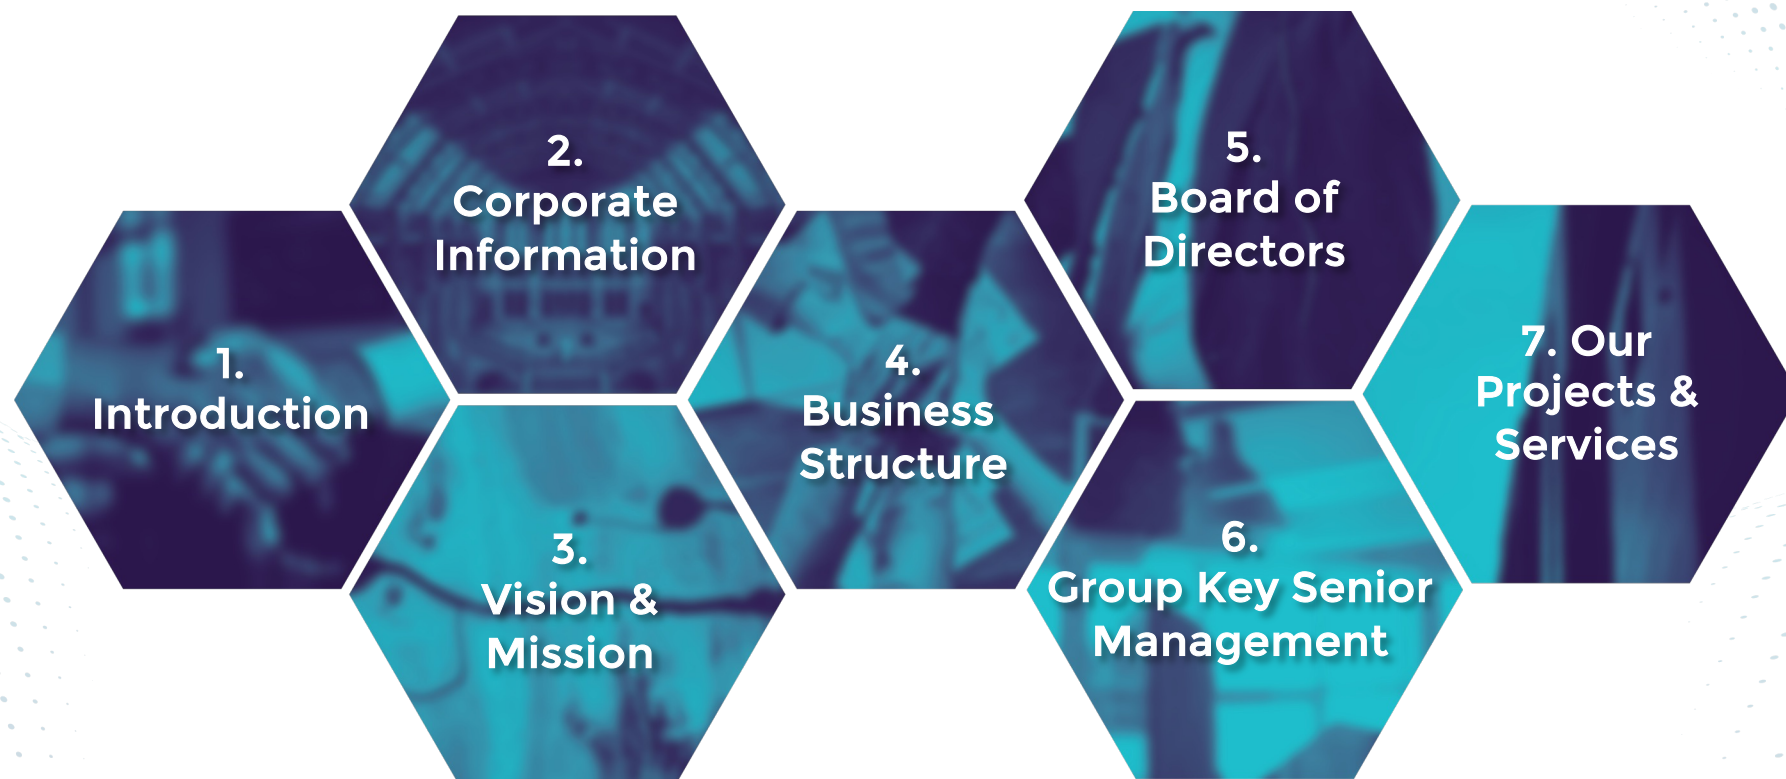 1.
Introduction
2.
Corporate
Information
3.
Vision &
Mission
4.
Business
Structure
5.
Board of
Directors
6.
Group Key Senior
Management
7. Our
Projects &
Services